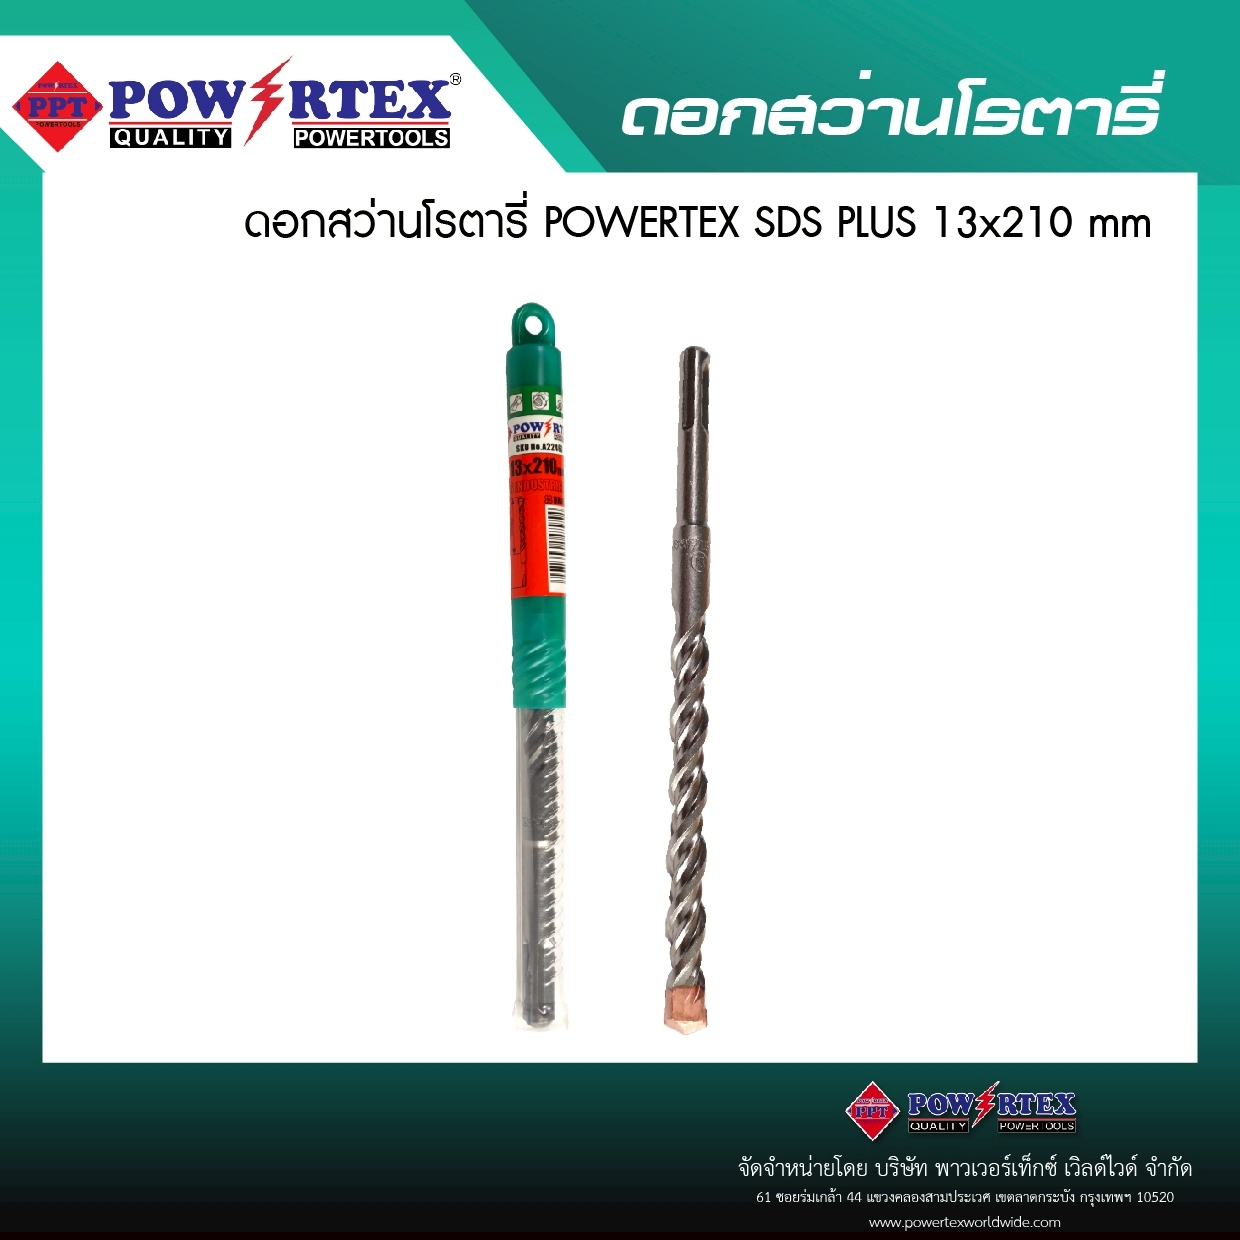 POWERTEX
PPT
POWERTOOLS
POWERTEX®
QUALITY
POWERTOOLS
ดอกสว่านโรตารี่
ดอกสว่านโรตารี่ POWERTEX SDS PLUS 13x210 mm
QUALITY
SKU No.
13x210
POWERTEX
PPT
QUALITY
POWERTOOLS
จัดจำหน่ายโดย บริษัท พาวเวอร์เท็กซ์ เวิลด์ไวด์ จำกัด
61 ซอยร่มเกล้า 44 แขวงคลองสามประเวศ เขตลาดกระบัง กรุงเทพฯ 10520
www.powertexworldwide.com